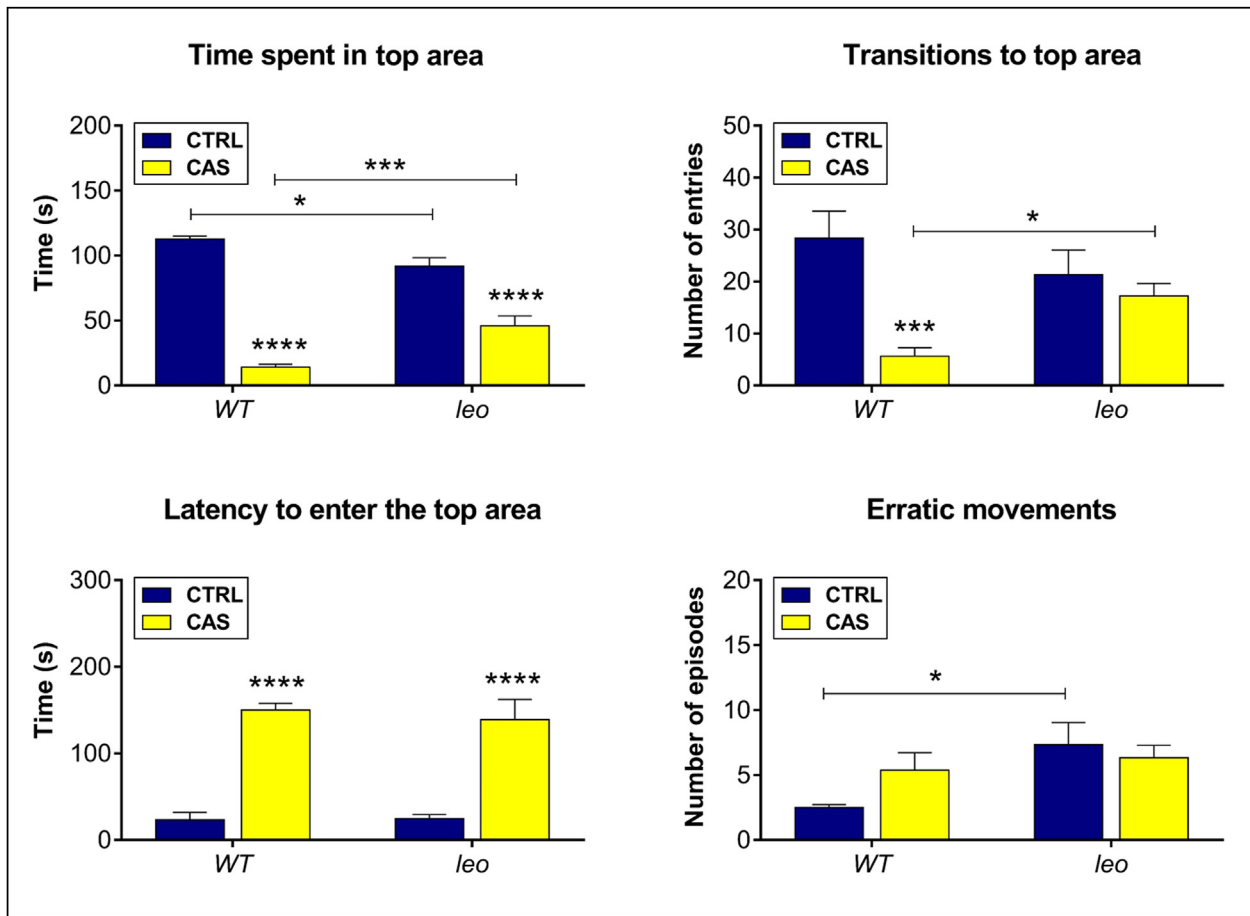 Time spent in top area
200
150
100
50
0
Time (s)
CTRL
CAS
***
*
****
****
WT
leo
Transitions to top area
50
40
30
20
10
0
Number of entries
CTRL
CAS
*
***
WT
leo
Latency to enter the top area
300
200
100
0
Time (s)
CTRL
CAS
****
****
WT
leo
Erratic movements
20
15
10
5
0
Number of episodes
CTRL
CAS
*
WT
leo